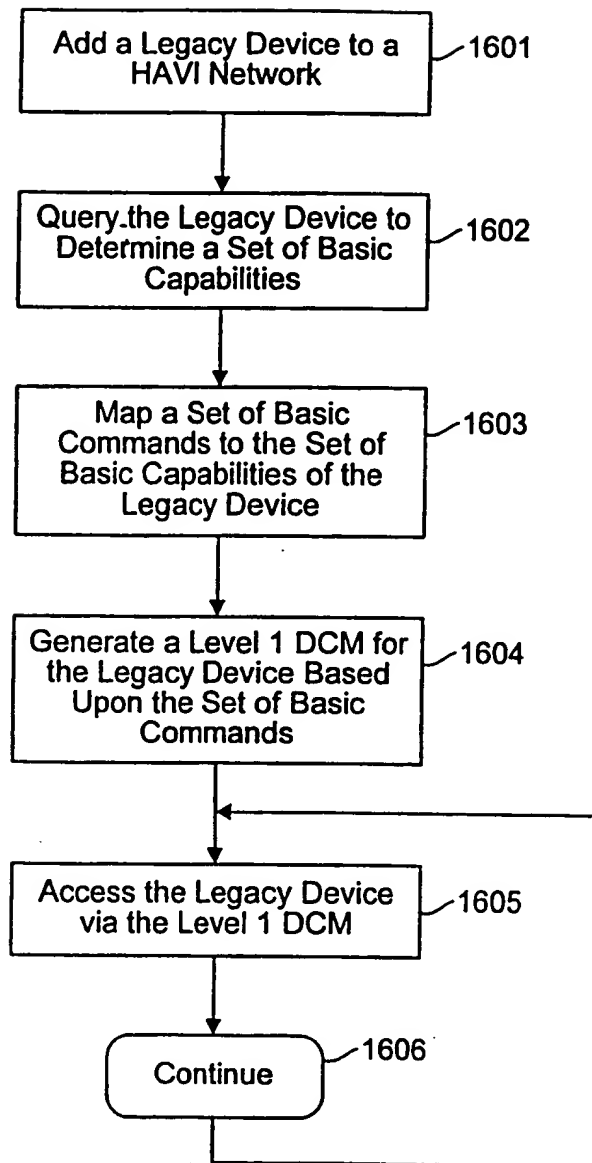 Add a Legacy Device to a
HAVI Network
1601
Query the Legacy Device to
Determine a Set of Basic
Capabilities
1602
Map a Set of Basic
Commands to the Set of
Basic Capabilities of the
Legacy Device
1603
Generate a Level 1 DCM for
the Legacy Device Based
Upon the Set of Basic
Commands
1604
Access the Legacy Device
via the Level 1 DCM
1605
Continue
1606